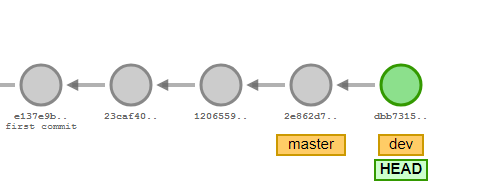 e137e9b.. 23caf40.. 1206559.. 2e862d7.. dbb7315..
first commit
master dev
HEAD